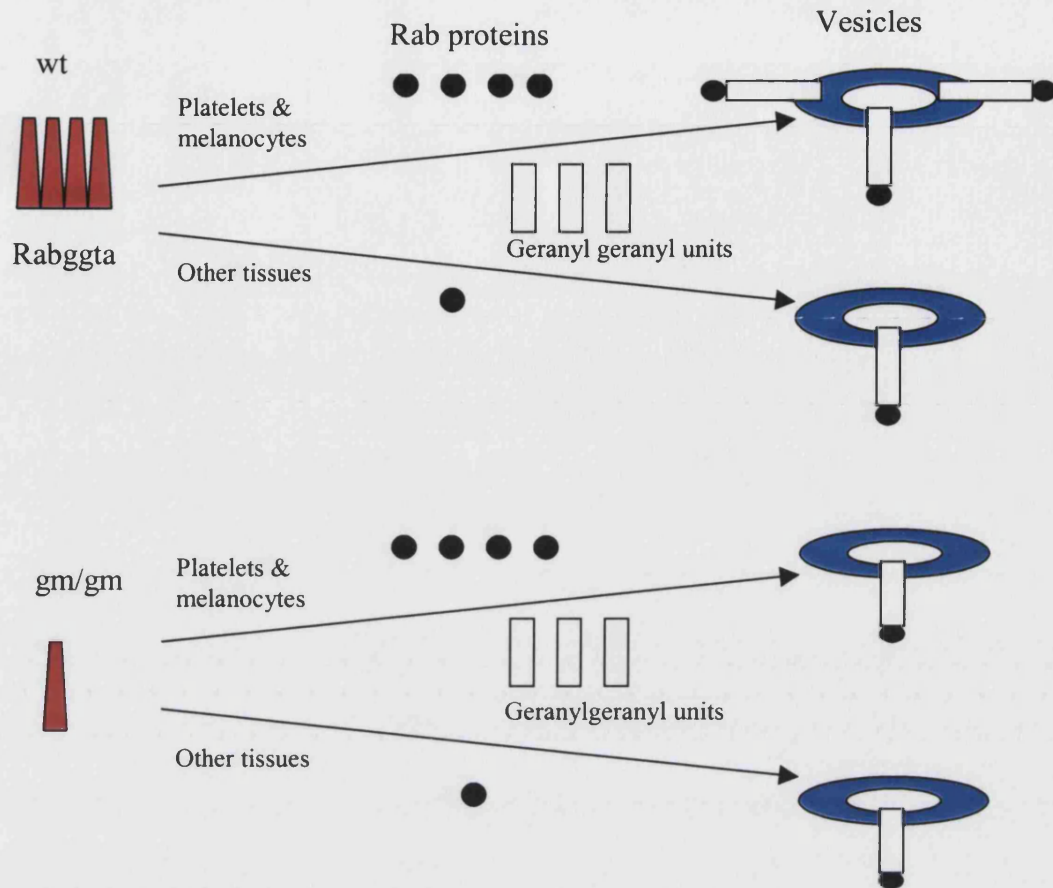 Rab proteins
Vesicles
wt
Platelets &
melanocytes
Rabggta
Geranyl geranyl units
Other tissues
gm/gm
Platelets &
melanocytes
Geranylgeranyl units
Other tissues